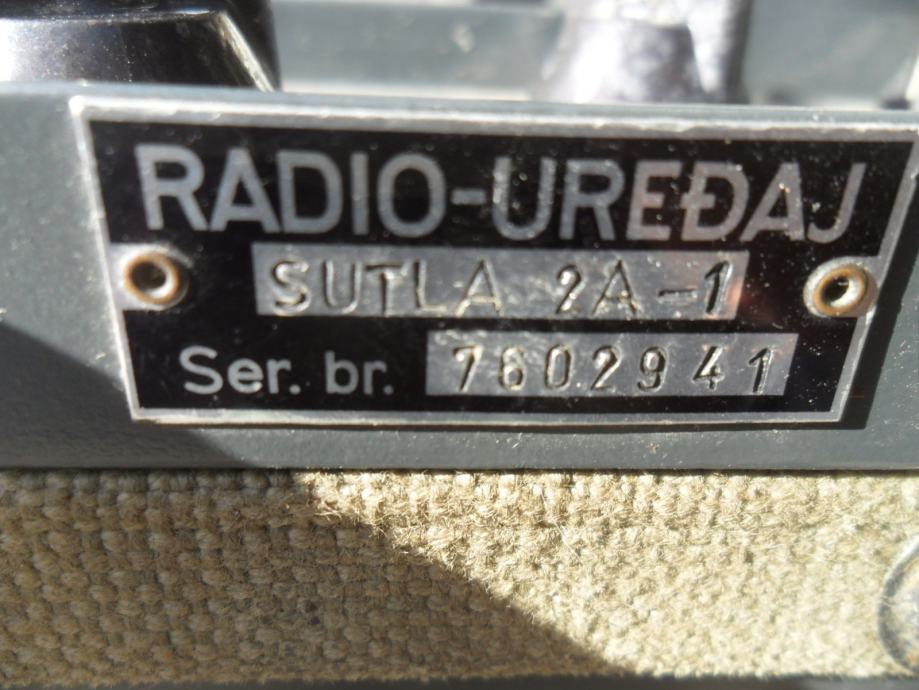 RADIO-UREĐAJ
SUTLA 2A-1
Ser. br. 7602941